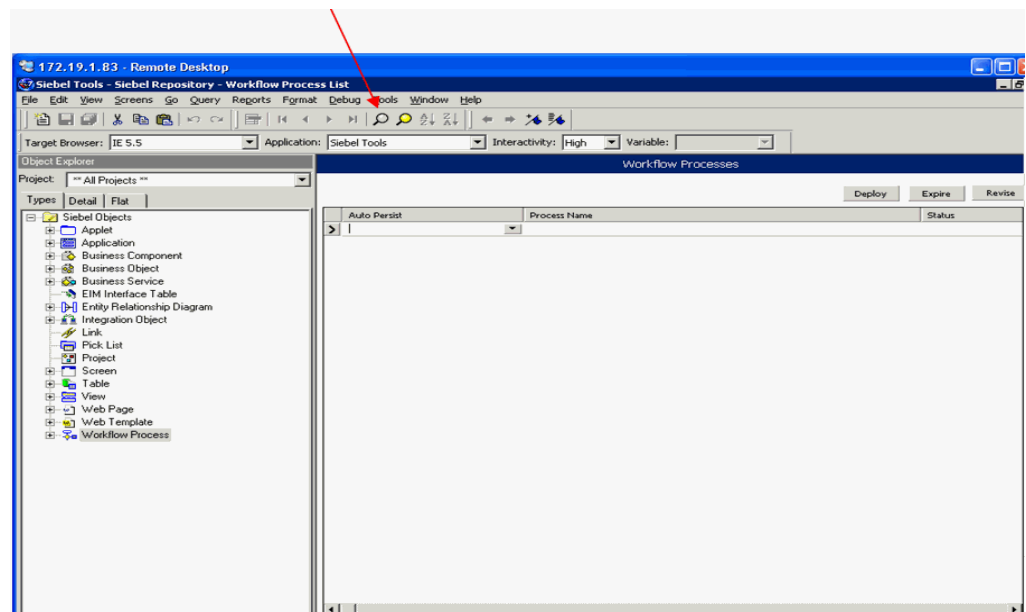 172.19.1.83 - Remote Desktop
Siebel Tools - Siebel Repository - Workflow Process List
File Edit View Screens Go Query Reports Format Debug Tools Window Help
Target Browser: IE 5.5 Application: Siebel Tools Interactivity: High Variable:
Object Explorer
Workflow Processes
Project: ** All Projects **
Deploy Expire Revise
Types Detail Flat
Auto Persist Process Name Status
Siebel Objects
Applet
Application
Business Component
Business Object
Business Service
EIM Interface Table
Entity Relationship Diagram
Integration Object
Link
Pick List
Project
Screen
Table
View
Web Page
Web Template
Workflow Process